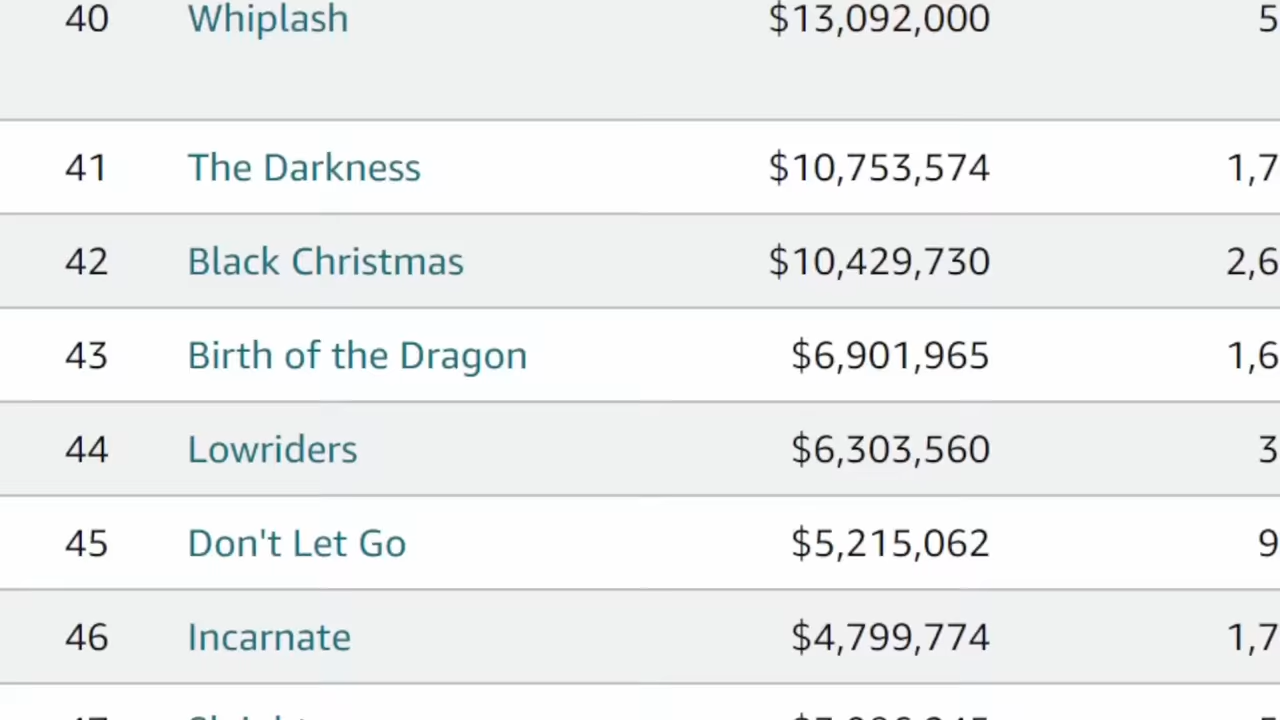 40 Whiplash $13,092,000 5
41 The Darkness $10,753,574 1,7
42 Black Christmas $10,429,730 2,6
43 Birth of the Dragon $6,901,965 1,6
44 Lowriders $6,303,560 3
45 Don't Let Go $5,215,062 9
46 Incarnate $4,799,774 1,7